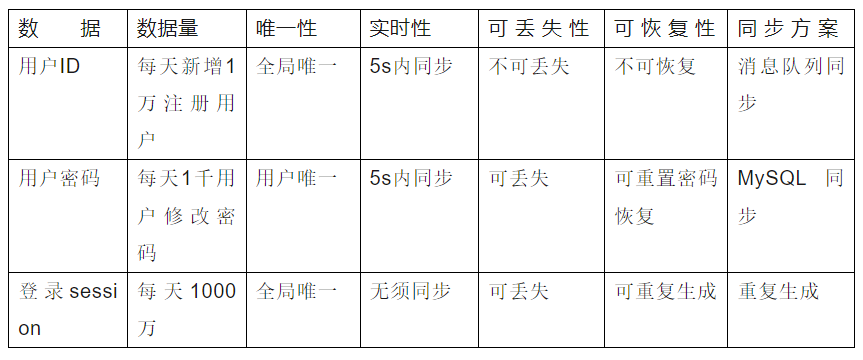 数据 数据量 唯一性 实时性 可丢失性 可恢复性 同步方案
用户ID 每天新增1 全局唯一 5s内同步 不可丢失 不可恢复 消息队列同
万注册用 步
户
用户密码 每天1千用 用户唯一 5s内同步 可丢失 可重置密码 MySQL 同
户修改密 恢复 步
码
登录sessi 每天1000 全局唯一 无须同步 可丢失 可重复生成 重复生成
on 万